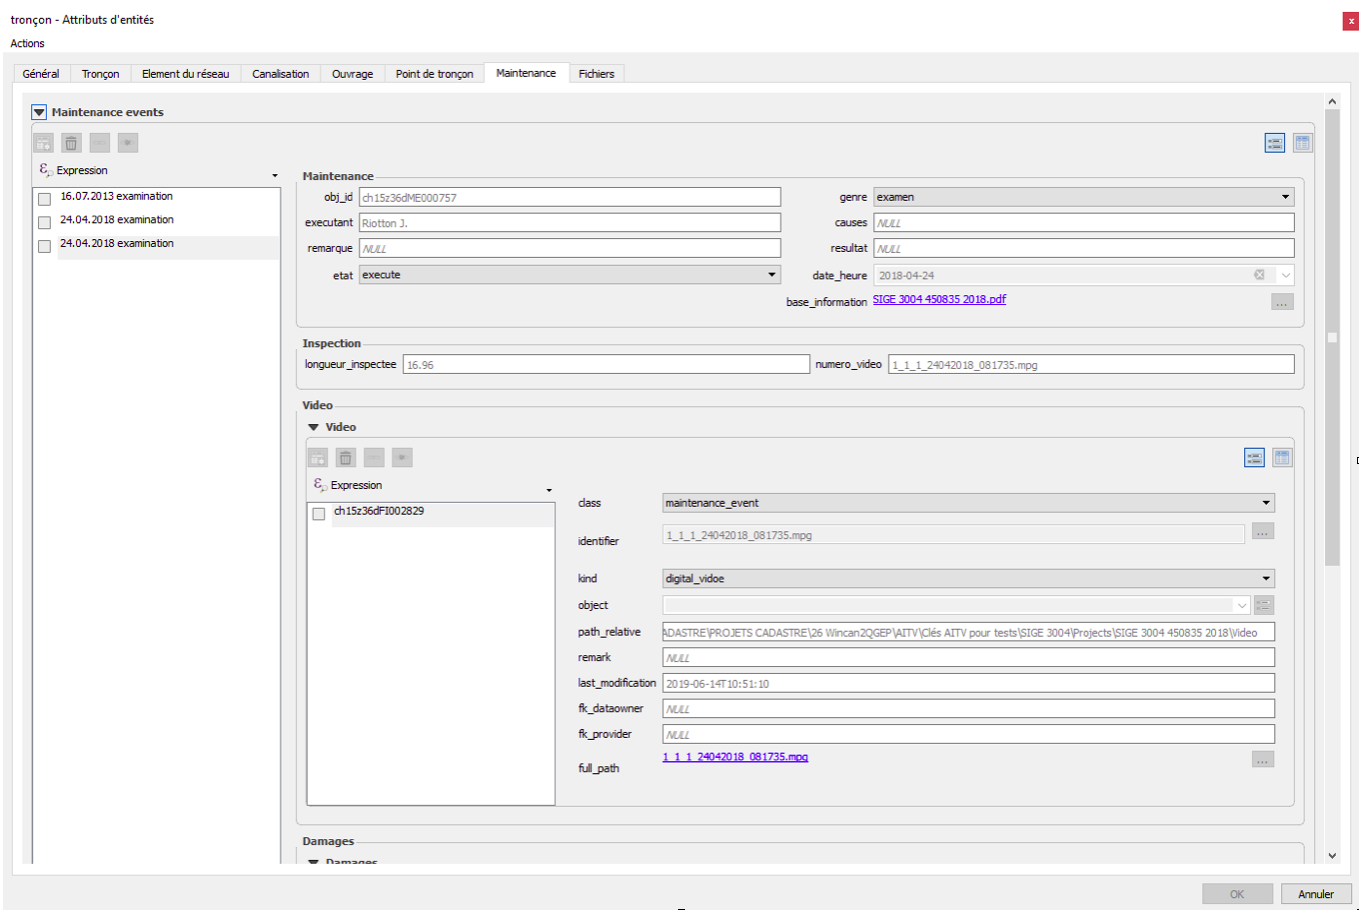 tronçon - Attributs d'entités
x
Actions
Général Tronçon Element du réseau Canalisation Ouvrage Point de tronçon Maintenance Fichiers
Maintenance events
Expression
16.07.2013 examination
24.04.2018 examination
24.04.2018 examination
Maintenance
obj_id ch15z36dME000757 genre examen
executant Riotton J. causes NULL
remarque NULL resultat NULL
etat execute date_heure 2018-04-24
base_information SIGE 3004 450835 2018.pdf ...
Inspection
longueur_inspectee 16.96 numero_video 1_1_1_24042018_081735.mpg
Video
Video
Expression
ch15z36dFI002829
class maintenance_event
identifier 1_1_1_24042018_081735.mpg ...
kind digital_vidoe
object
path_relative ADASTRE\PROJETS CADASTRE\26 Wincan2QGEP\AITV\Clés AITV pour tests\SIGE 3004\Projects\SIGE 3004 450835 2018\Video
remark NULL
last_modification 2019-06-14T10:51:10
fk_dataowner NULL
fk_provider NULL
full_path 1_1_1_24042018_081735.mpg ...
Damages
Damages
OK Annuler